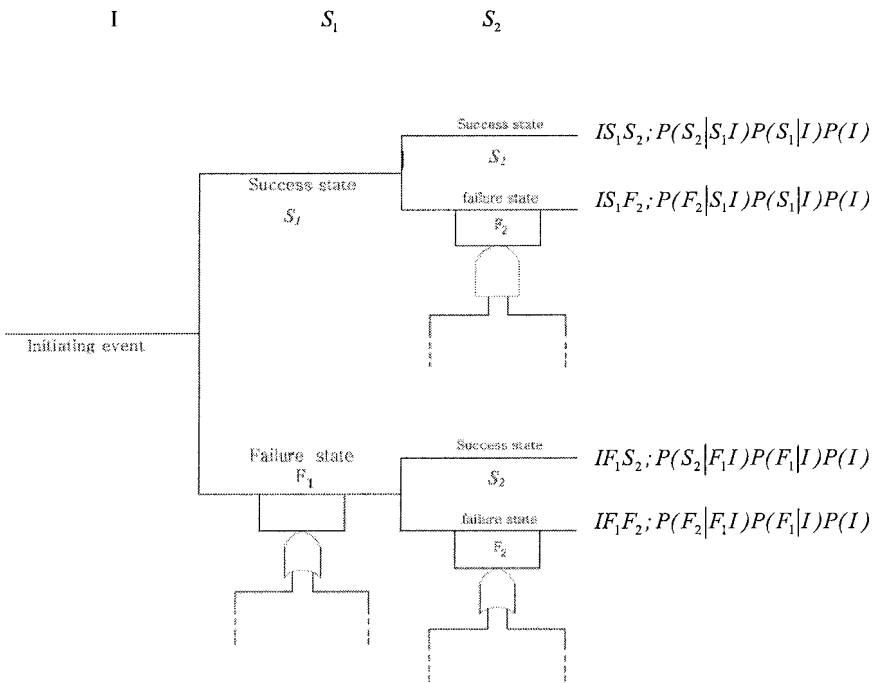 I S₁ S₂
Success state
IS₁S₂; P(S₂|S₁I)P(S₁|I)P(I)
S₂
Success state
failure state
IS₁F₂; P(F₂|S₁I)P(S₁|I)P(I)
S₁
F₂
Initiating event
Success state
IF₁S₂; P(S₂|F₁I)P(F₁|I)P(I)
Failure state
F₁
S₂
failure state
IF₁F₂; P(F₂|F₁I)P(F₁|I)P(I)
F₂